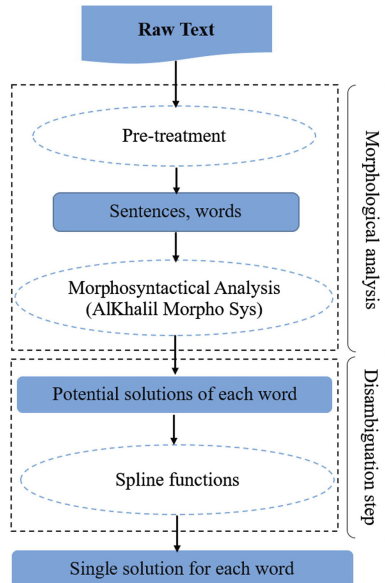 Raw Text
Pre-treatment
Sentences, words
Morphosyntactical Analysis
(AlKhalil Morpho Sys)
Morphological analysis
Potential solutions of each word
Spline functions
Disambiguation step
Single solution for each word